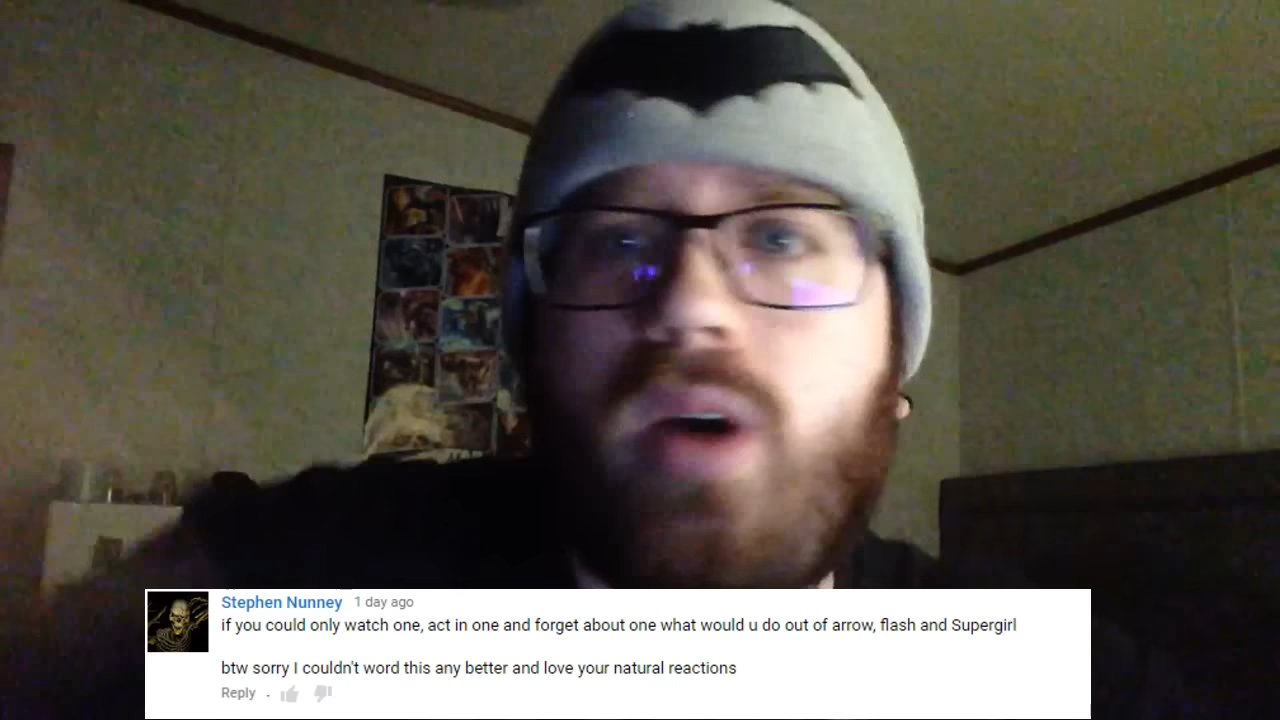 Stephen Nunney 1 day ago
if you could only watch one, act in one and forget about one what would u do out of arrow, flash and Supergirl
btw sorry I couldn't word this any better and love your natural reactions
Reply .